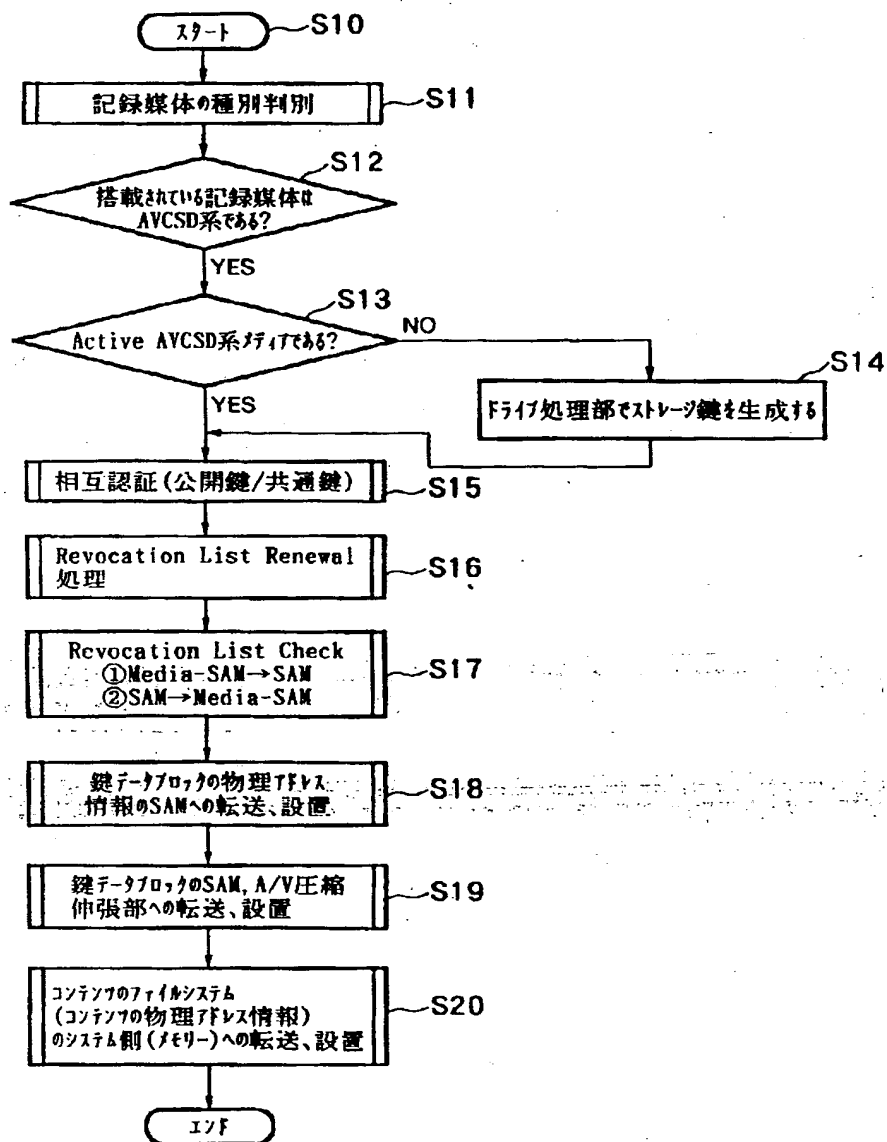 スタート
S10
記録媒体の種別判別
S11
S12
搭載されている記録媒体は
AVCSD系である?
YES
S13
Active AVCSD系メディアである?
NO
S14
YES
ドライブ処理部でストレージ鍵を生成する
相互認証(公開鍵/共通鍵)
S15
Revocation List Renewal
処理
S16
Revocation List Check
①Media-SAM→SAM
②SAM→Media-SAM
S17
鍵データブロックの物理アドレス
情報のSAMへの転送、設置
S18
鍵データブロックのSAM, A/V圧縮
伸張部への転送、設置
S19
コンテンツのファイルシステム
(コンテンツの物理アドレス情報)
のシステム側(メモリー)への転送、設置
S20
エンド